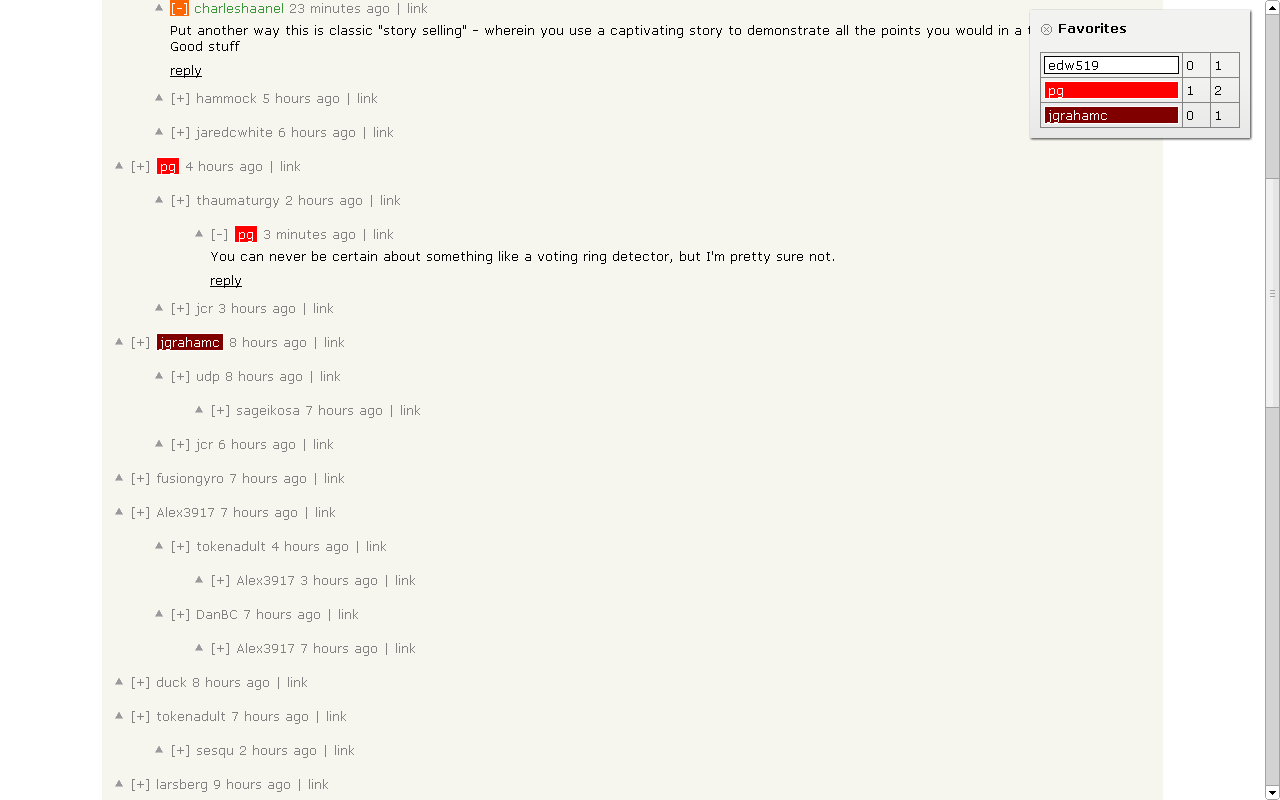 [-] charleshaanel 23 minutes ago | link
Put another way this is classic "story selling" - wherein you use a captivating story to demonstrate all the points you would in a
Good stuff
reply
[+] hammock 5 hours ago | link
[+] jaredcwhite 6 hours ago | link
[+] pg 4 hours ago | link
[+] thaumaturgy 2 hours ago | link
[-] pg 3 minutes ago | link
You can never be certain about something like a voting ring detector, but I'm pretty sure not.
reply
[+] jcr 3 hours ago | link
[+] jgrahamc 8 hours ago | link
[+] udp 8 hours ago | link
[+] sageikosa 7 hours ago | link
[+] jcr 6 hours ago | link
[+] fusiongyro 7 hours ago | link
[+] Alex3917 7 hours ago | link
[+] tokenadult 4 hours ago | link
[+] Alex3917 3 hours ago | link
[+] DanBC 7 hours ago | link
[+] Alex3917 7 hours ago | link
[+] duck 8 hours ago | link
[+] tokenadult 7 hours ago | link
[+] sesqu 2 hours ago | link
[+] larsberg 9 hours ago | link
Favorites
edw519 0 1
pg 1 2
jgrahamc 0 1